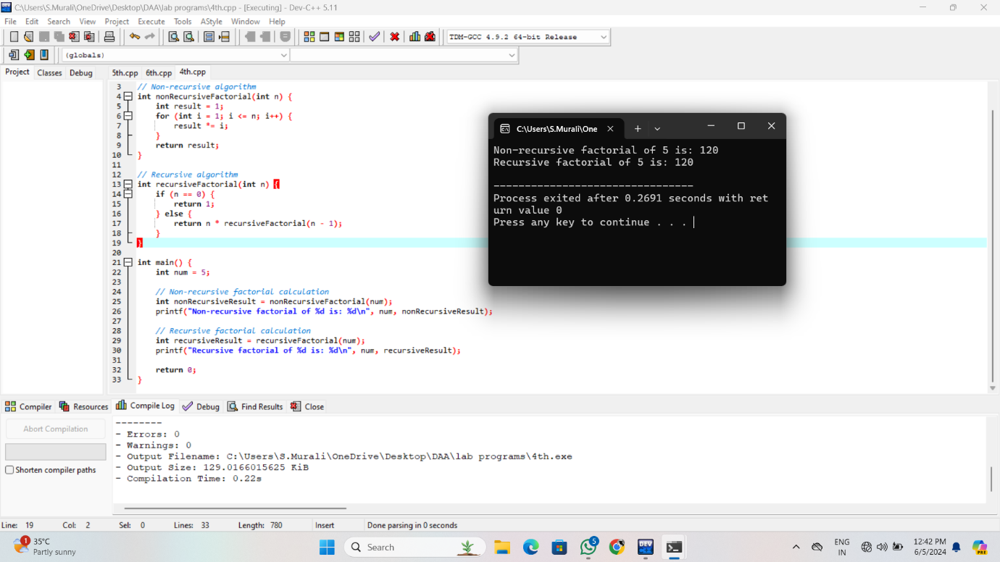 C:\Users\S.Murali\OneDrive\Desktop\DAA\lab programs\4th.cpp - [Executing] - Dev-C++ 5.11
File Edit Search View Project Execute Tools AStyle Window Help
TDM-GCC 4.9.2 64-bit Release
(globals)
Project Classes Debug
5th.cpp 6th.cpp 4th.cpp
3 // Non-recursive algorithm
4 int nonRecursiveFactorial(int n) {
5 int result = 1;
6 for (int i = 1; i <= n; i++) {
7 result *= i;
8 }
9 return result;
10 }
11
12 // Recursive algorithm
13 int recursiveFactorial(int n) {
14 if (n == 0) {
15 return 1;
16 } else {
17 return n * recursiveFactorial(n - 1);
18 }
19 }
20
21 int main() {
22 int num = 5;
23
24 // Non-recursive factorial calculation
25 int nonRecursiveResult = nonRecursiveFactorial(num);
26 printf("Non-recursive factorial of %d is: %d\n", num, nonRecursiveResult);
27
28 // Recursive factorial calculation
29 int recursiveResult = recursiveFactorial(num);
30 printf("Recursive factorial of %d is: %d\n", num, recursiveResult);
31
32 return 0;
33 }
C:\Users\S.Murali\One
Non-recursive factorial of 5 is: 120
Recursive factorial of 5 is: 120
--------------------------------
Process exited after 0.2691 seconds with ret
urn value 0
Press any key to continue . . .
Compiler Resources Compile Log Debug Find Results Close
Abort Compilation
Shorten compiler paths
--------
- Errors: 0
- Warnings: 0
- Output Filename: C:\Users\S.Murali\OneDrive\Desktop\DAA\lab programs\4th.exe
- Output Size: 129.0166015625 KiB
- Compilation Time: 0.22s
Line: 19 Col: 2 Sel: 0 Lines: 33 Length: 780 Insert Done parsing in 0 seconds
1
35°C
Partly sunny
Search
5
DEV
ENG
IN
12:42 PM
6/5/2024
PRE